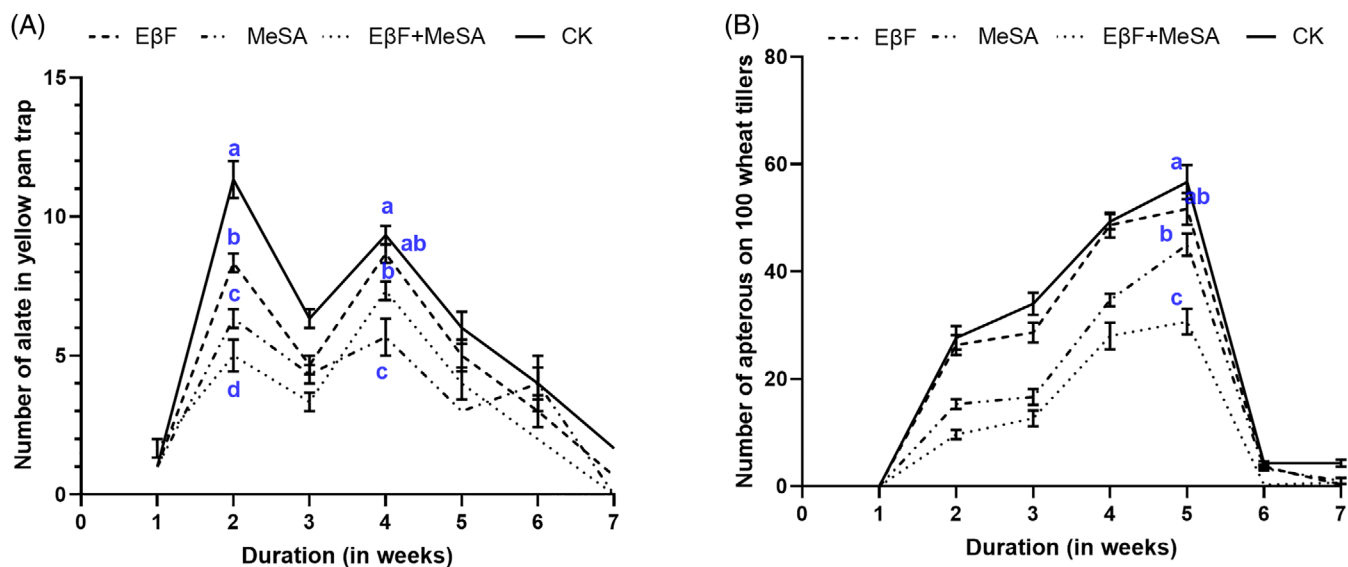 (A)
EβF MeSA EβF+MeSA CK
Number of alate in yellow pan trap
15
10
5
0
a
b
c
d
a
ab
b
c
0 1 2 3 4 5 6 7
Duration (in weeks)
(B)
EβF MeSA EβF+MeSA CK
Number of apterous on 100 wheat tillers
80
60
40
20
0
a
ab
b
c
0 1 2 3 4 5 6 7
Duration (in weeks)